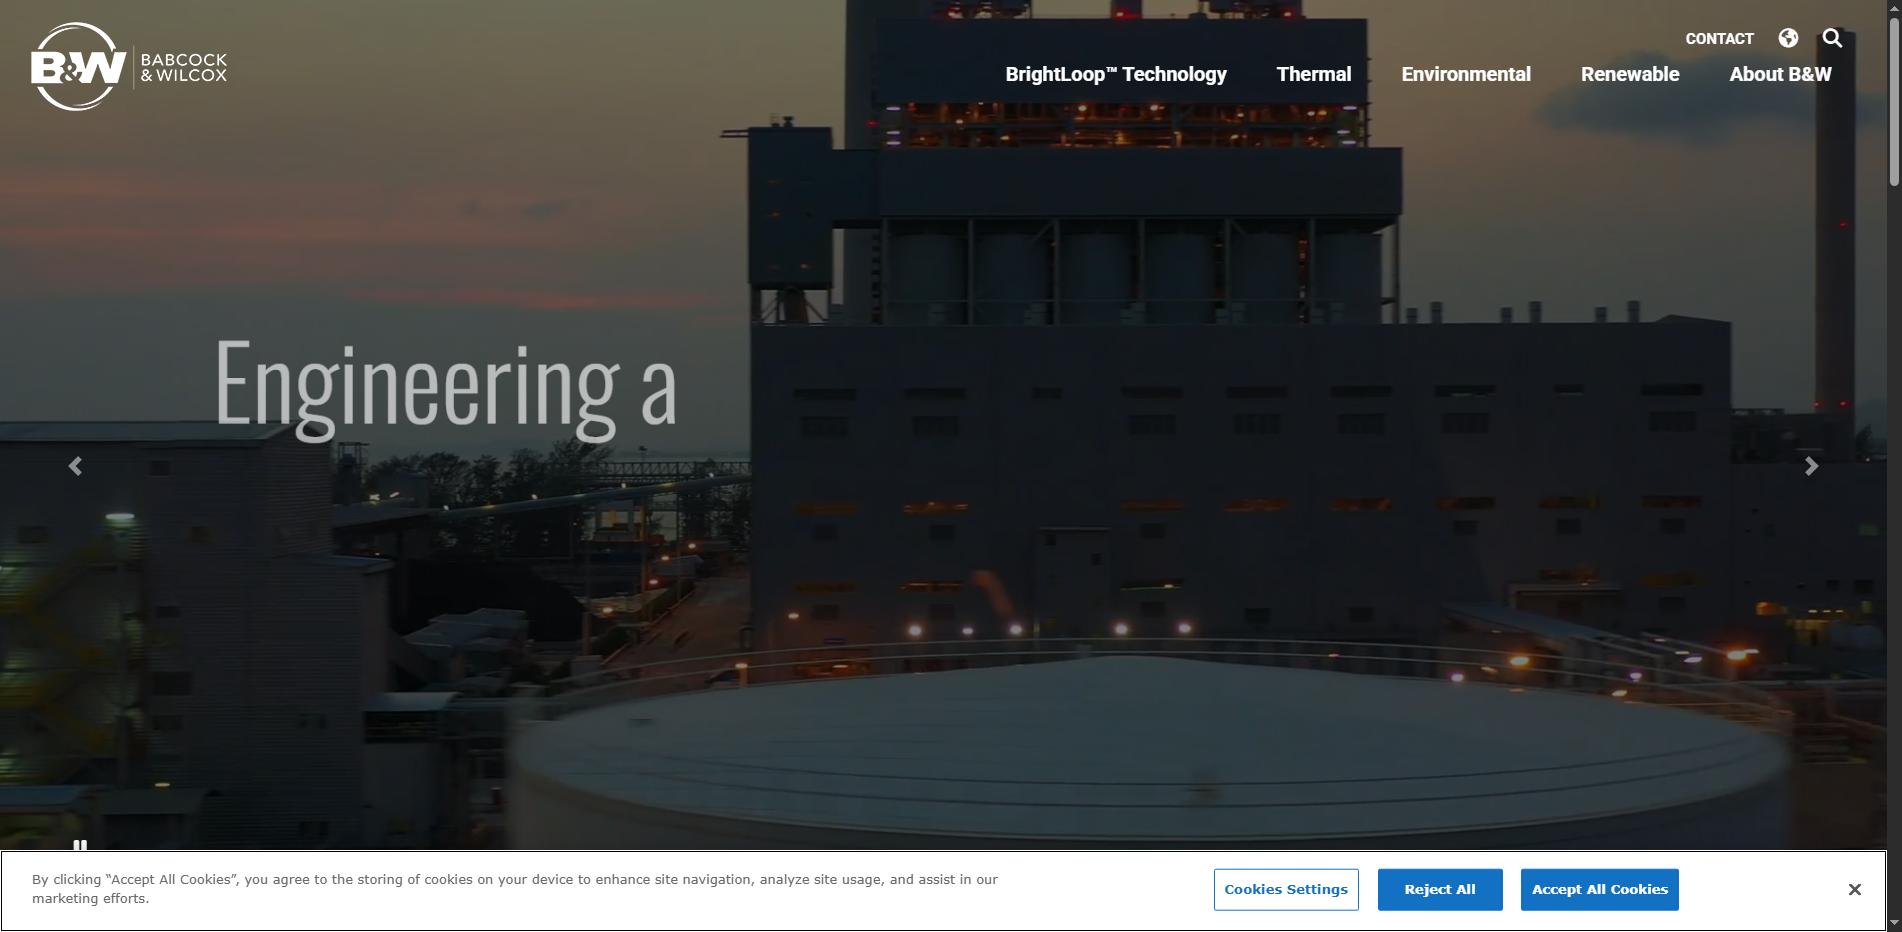 B&W
BABCOCK
& WILCOX
CONTACT
BrightLoop™ Technology
Thermal
Environmental
Renewable
About B&W
Engineering a
By clicking “Accept All Cookies”, you agree to the storing of cookies on your device to enhance site navigation, analyze site usage, and assist in our
marketing efforts.
Cookies Settings
Reject All
Accept All Cookies